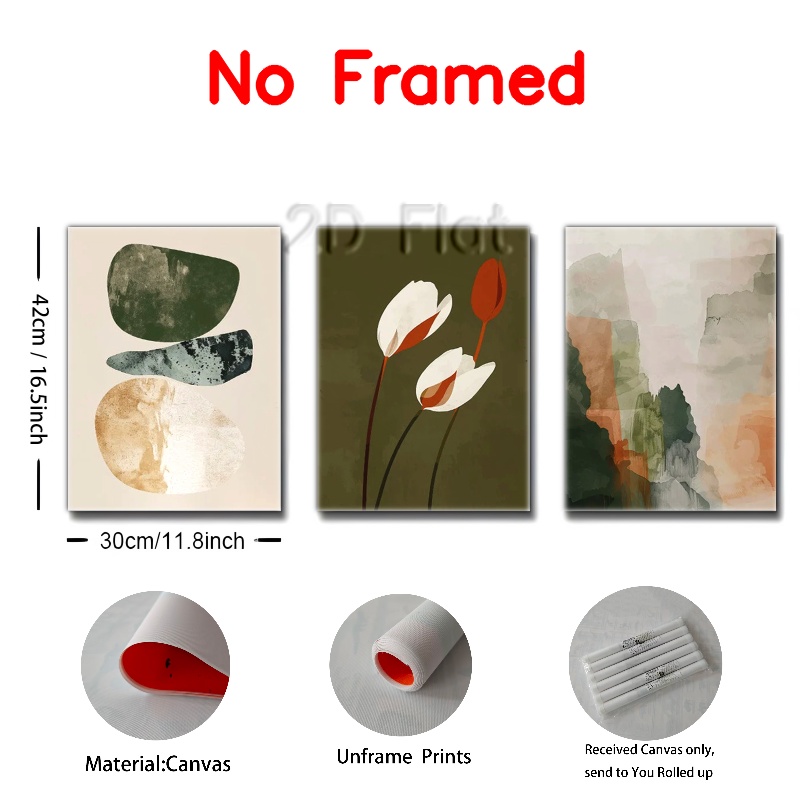 No Framed
2D Flat
42cm / 16.5inch
30cm/11.8inch
Material:Canvas
Unframe Prints
Received Canvas only,
send to You Rolled up